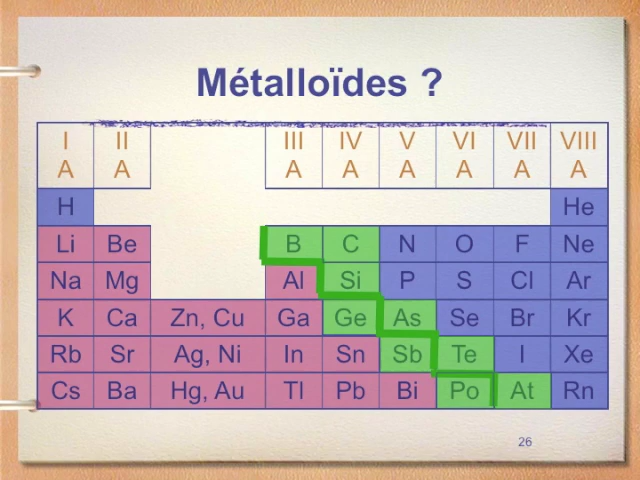 Métalloïdes ?
I II III IV V VI VII VIII
A A A A A A A A
H He
Li Be B C N O F Ne
Na Mg Al Si P S Cl Ar
K Ca Zn, Cu Ga Ge As Se Br Kr
Rb Sr Ag, Ni In Sn Sb Te I Xe
Cs Ba Hg, Au Tl Pb Bi Po At Rn
26